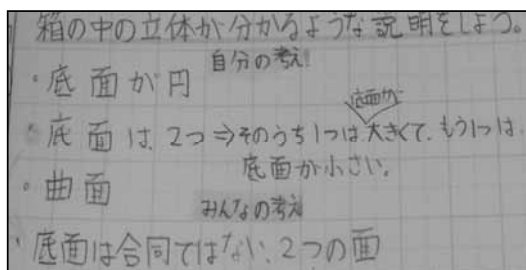 箱の中の立体が分かるような説明をしよう。
自分の考え!
・底面が円
底面が
・底面は、2つ⇒そのうち1つは大きくて、もう1つは、
底面が小さい。
・曲面
みんなの考え
・底面は合同ではない、2つの面